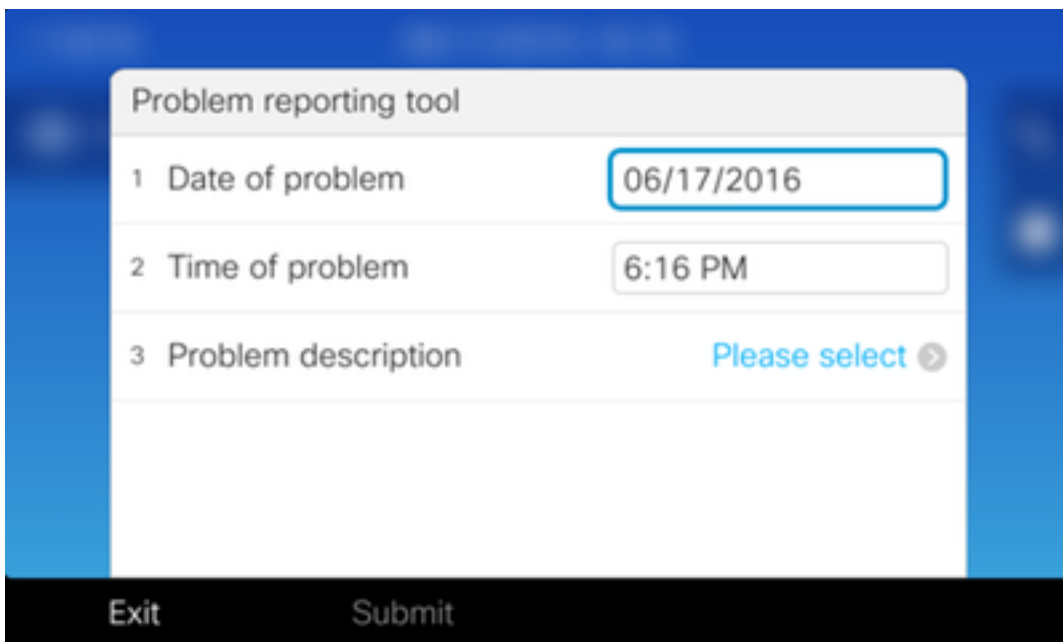 Problem reporting tool
1 Date of problem 06/17/2016
2 Time of problem 6:16 PM
3 Problem description Please select
Exit Submit